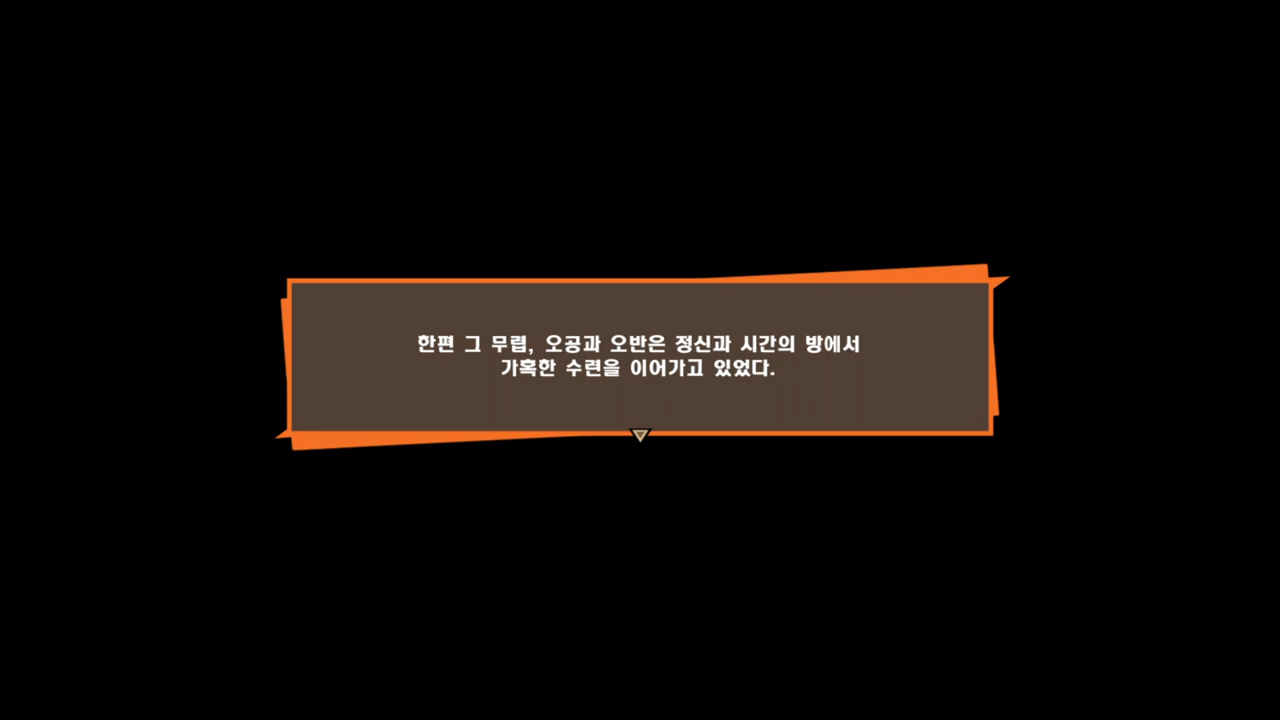 한편 그 무렵, 오공과 오반은 정신과 시간의 방에서
가혹한 수련을 이어가고 있었다.